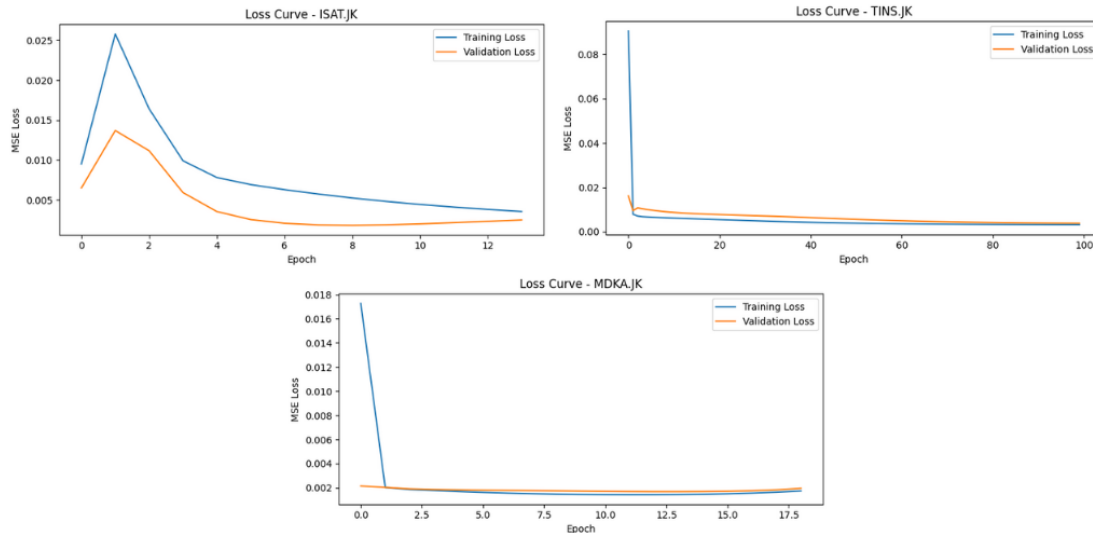 Loss Curve - ISAT.JK
0.025
0.020
0.015
0.010
0.005
MSE Loss
Training Loss
Validation Loss
0 2 4 6 8 10 12
Epoch
Loss Curve - TINS.JK
0.08
0.06
0.04
0.02
0.00
MSE Loss
Training Loss
Validation Loss
0 20 40 60 80 100
Epoch
Loss Curve - MDKA.JK
0.018
0.016
0.014
0.012
0.010
0.008
0.006
0.004
0.002
MSE Loss
Training Loss
Validation Loss
0.0 2.5 5.0 7.5 10.0 12.5 15.0 17.5
Epoch